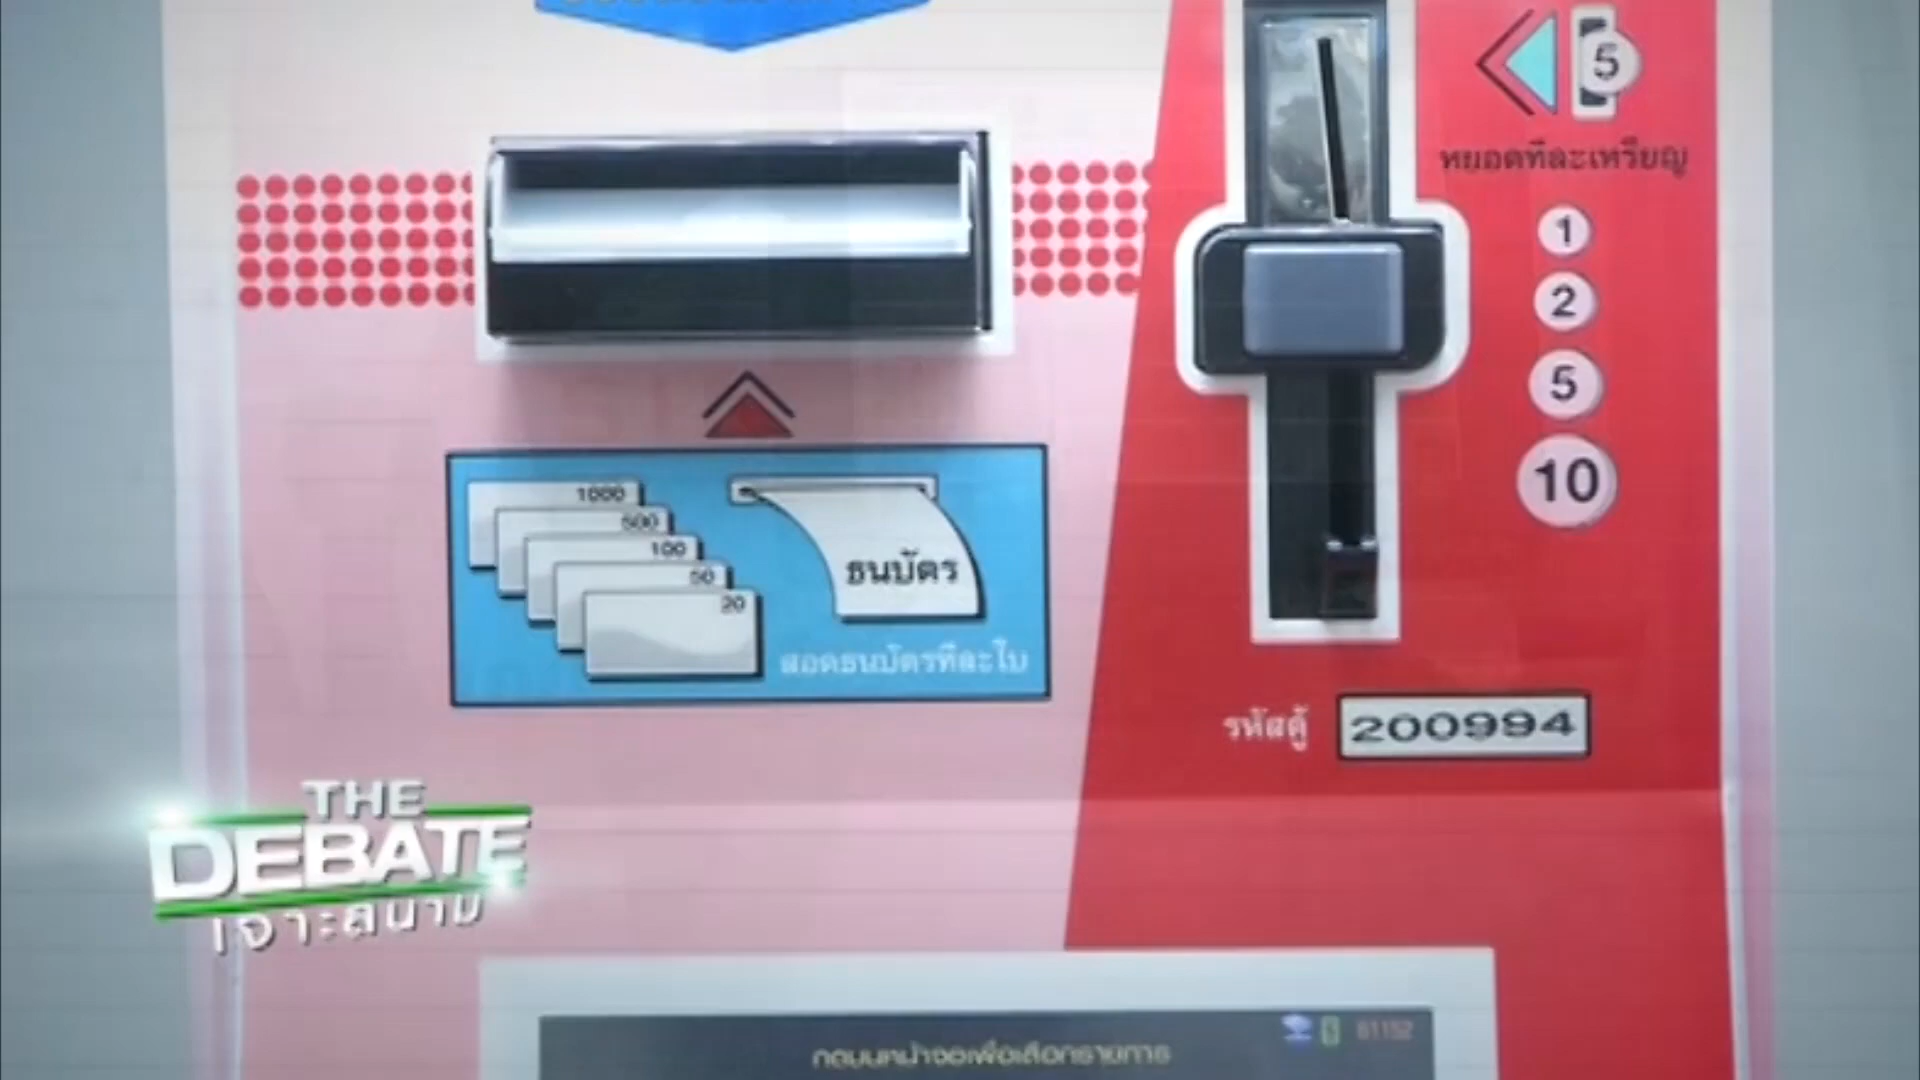 5
หยอดทีละเหรียญ
1
2
5
10
1000
500
100
50
20
ธนบัตร
สอดธนบัตรทีละใบ
รหัสตู้ 200994
THE
DEBATE
เจาะสนาม
61152
กดบนหน้าจอเพื่อเลือกรายการ